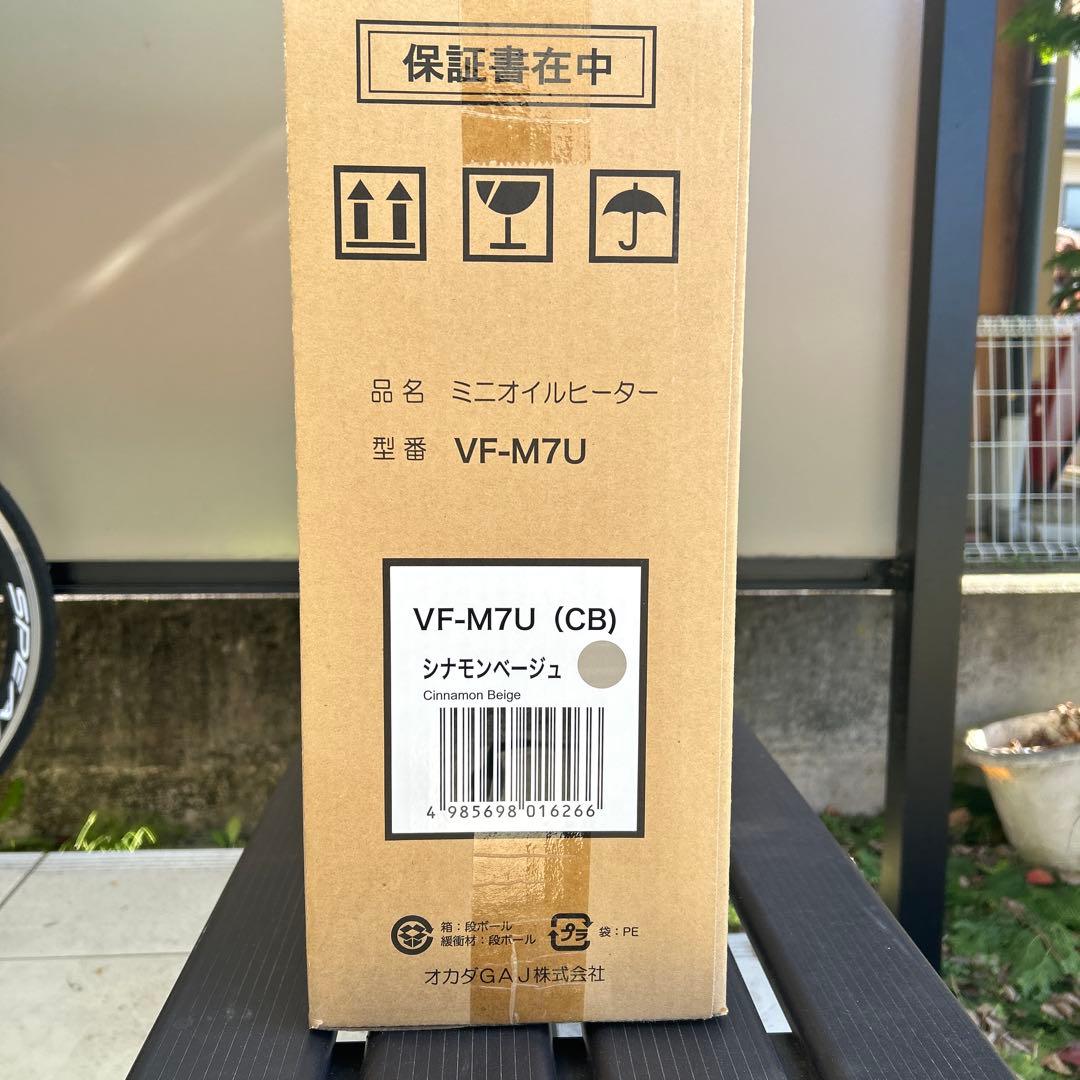 保証書在中
品名 ミニオイルヒーター
型番 VF-M7U
VF-M7U (CB)
シナモンベージュ
Cinnamon Beige
4 985698 016266
箱:段ボール
緩衝材:段ボール
プラ
袋:PE
オカダGAJ株式会社